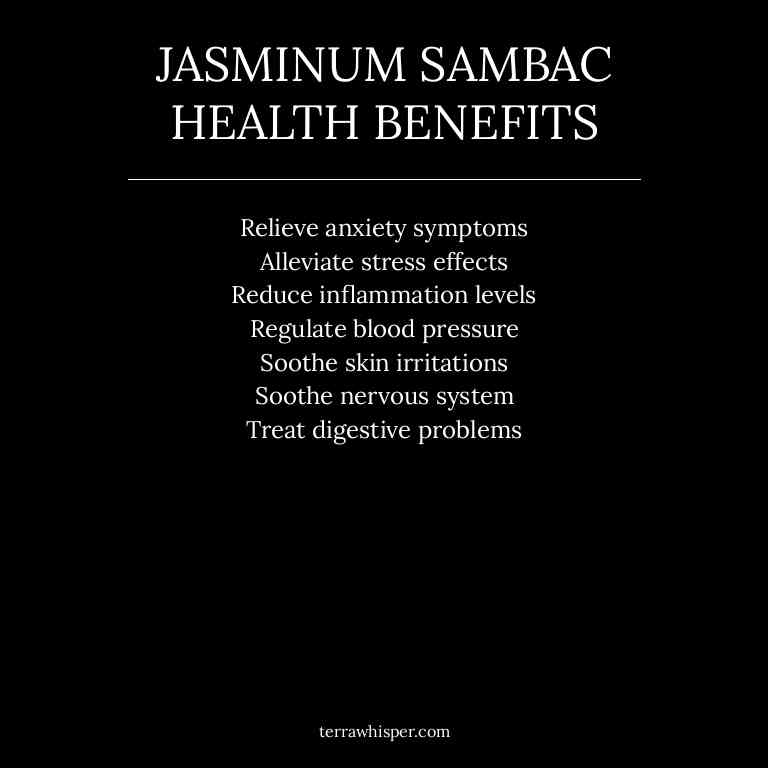 JASMINUM SAMBAC
HEALTH BENEFITS
Relieve anxiety symptoms
Alleviate stress effects
Reduce inflammation levels
Regulate blood pressure
Soothe skin irritations
Soothe nervous system
Treat digestive problems
terrawhisper.com